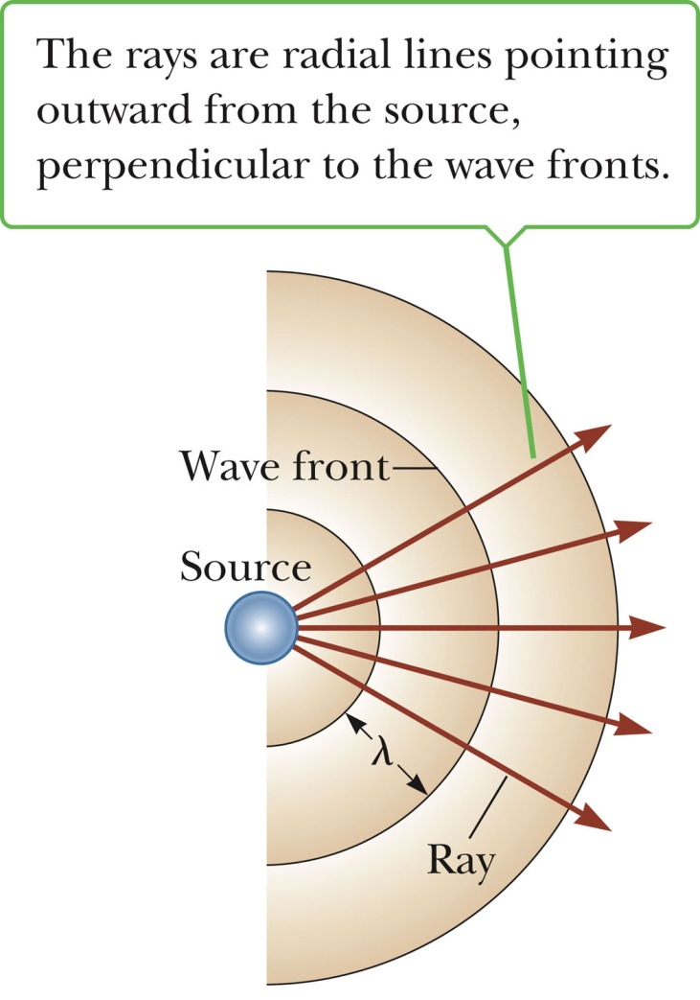 The rays are radial lines pointing
outward from the source,
perpendicular to the wave fronts.
Wave front
Source
λ
Ray